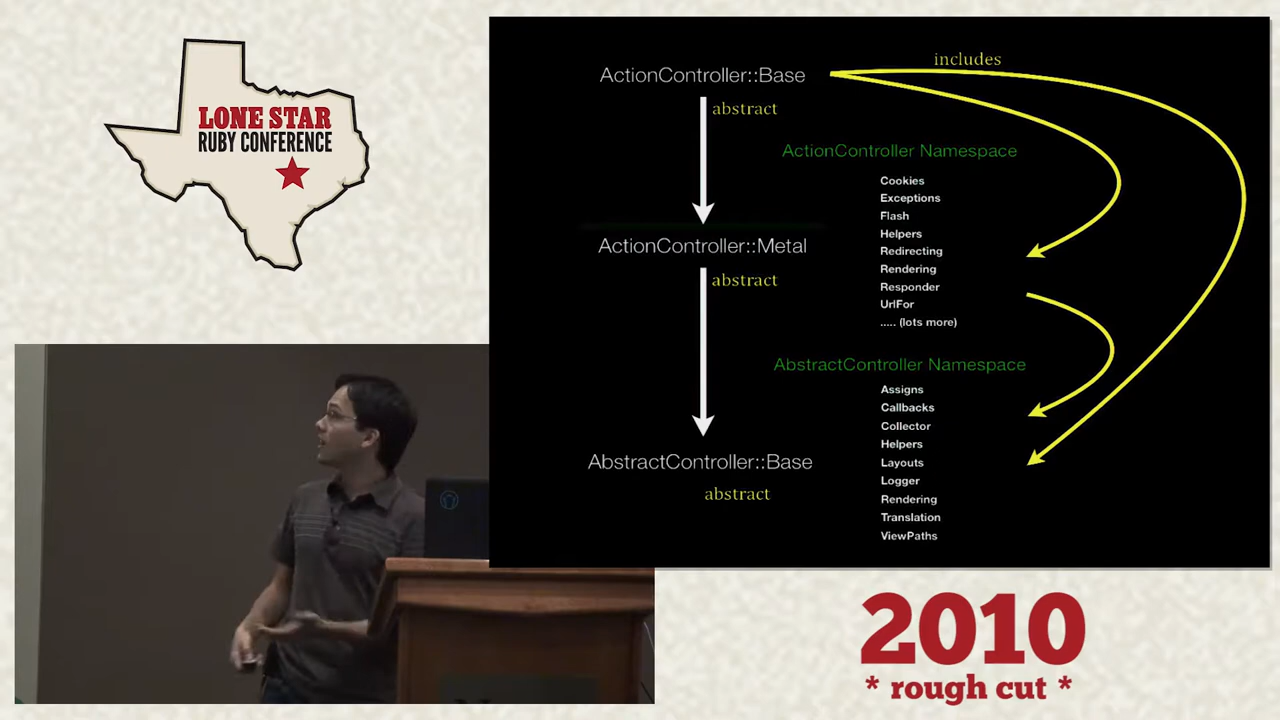 LONE STAR
RUBY CONFERENCE
includes
ActionController::Base
abstract
ActionController Namespace
Cookies
Exceptions
Flash
Helpers
Redirecting
Rendering
Responder
UrlFor
..... (lots more)
ActionController::Metal
abstract
AbstractController Namespace
Assigns
Callbacks
Collector
Helpers
Layouts
Logger
Rendering
Translation
ViewPaths
AbstractController::Base
abstract
2010
* rough cut *